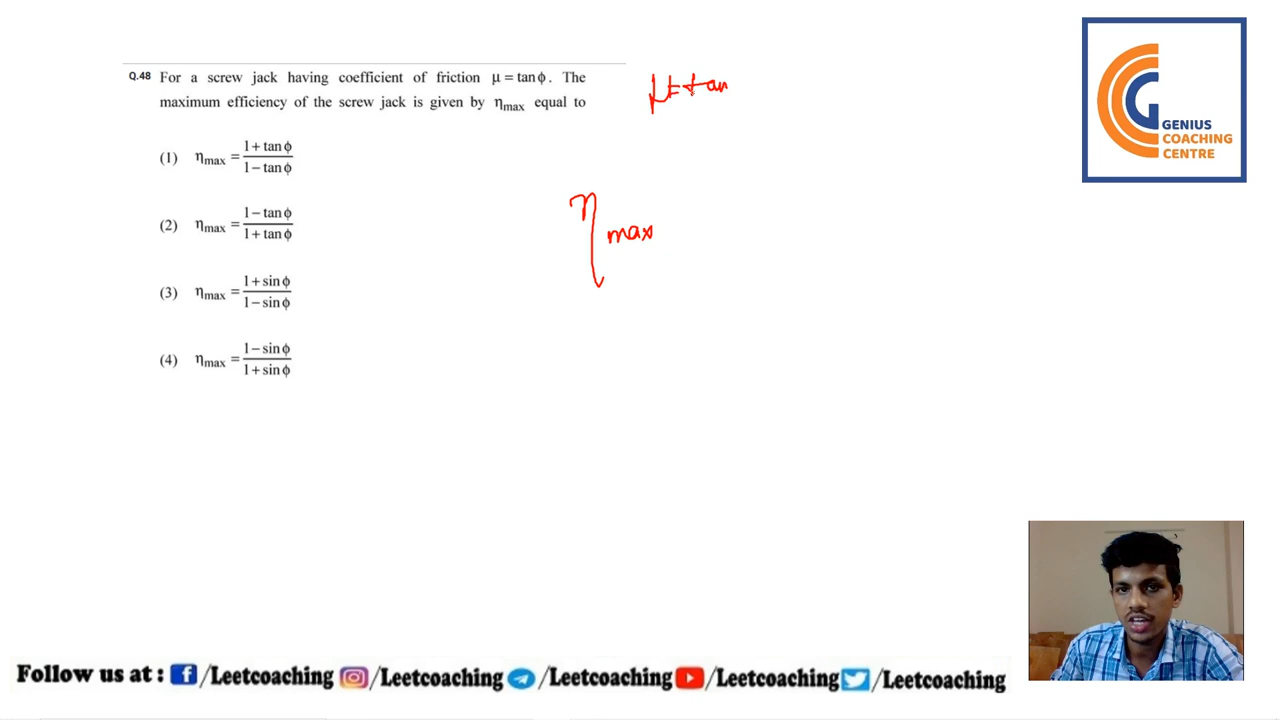 Q.48 For a screw jack having coefficient of friction μ = tanϕ. The
maximum efficiency of the screw jack is given by ηmax equal to
(1) ηmax = 1 + tanϕ / 1 − tanϕ
(2) ηmax = 1 − tanϕ / 1 + tanϕ
(3) ηmax = 1 + sinϕ / 1 − sinϕ
(4) ηmax = 1 − sinϕ / 1 + sinϕ
μ = tan
ηmax
GENIUS
COACHING
CENTRE
Follow us at : /Leetcoaching /Leetcoaching /Leetcoaching /Leetcoaching /Leetcoaching